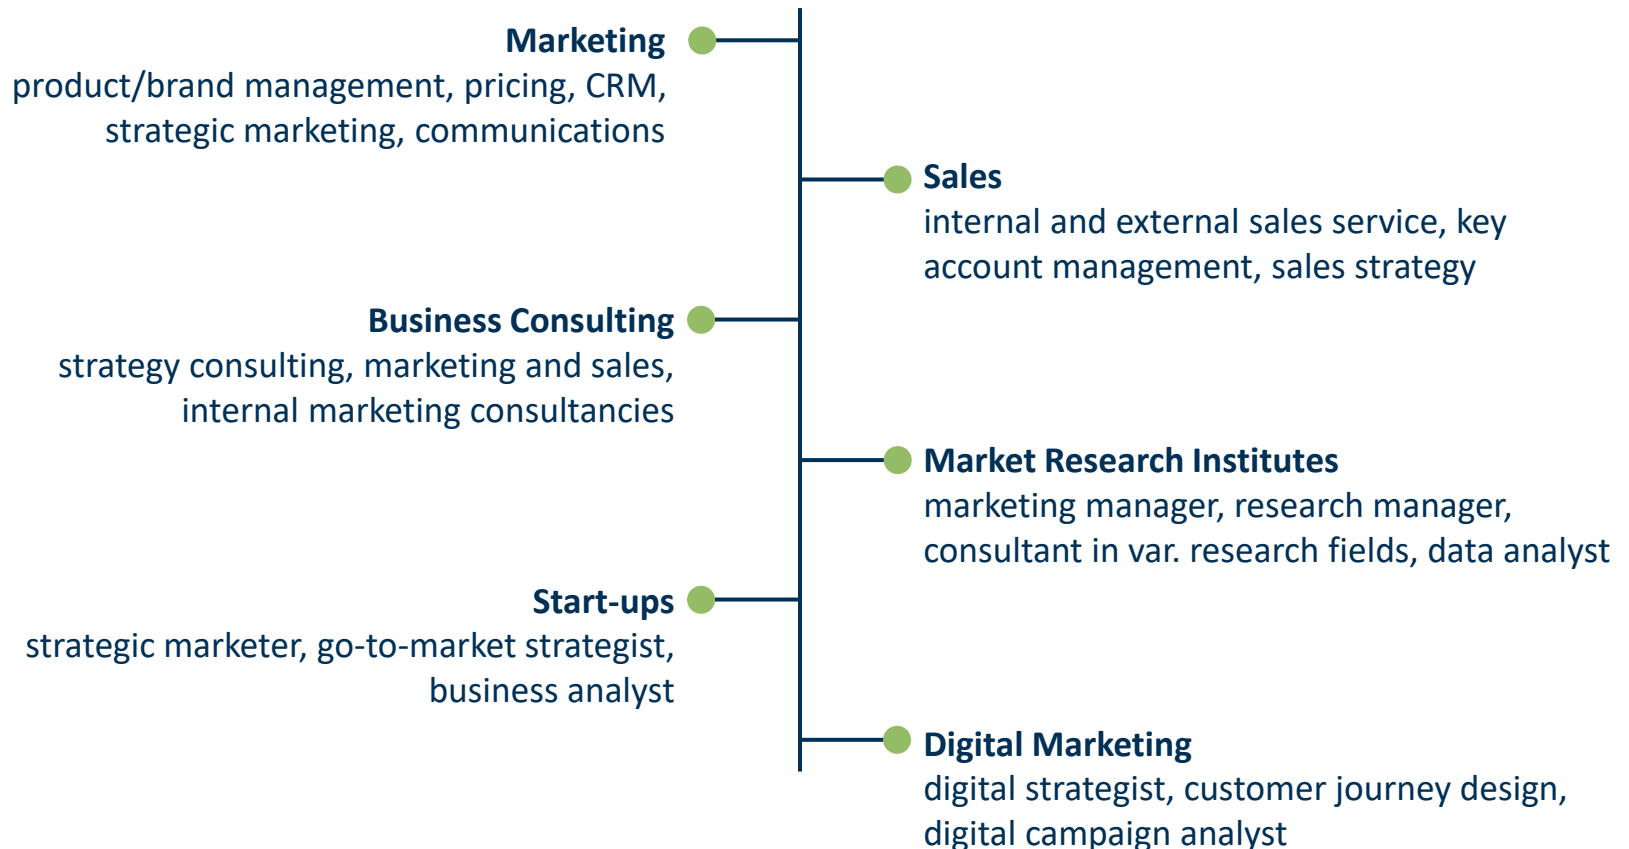 Marketing
product/brand management, pricing, CRM,
strategic marketing, communications
Sales
internal and external sales service, key
account management, sales strategy
Business Consulting
strategy consulting, marketing and sales,
internal marketing consultancies
Market Research Institutes
marketing manager, research manager,
consultant in var. research fields, data analyst
Start-ups
strategic marketer, go-to-market strategist,
business analyst
Digital Marketing
digital strategist, customer journey design,
digital campaign analyst